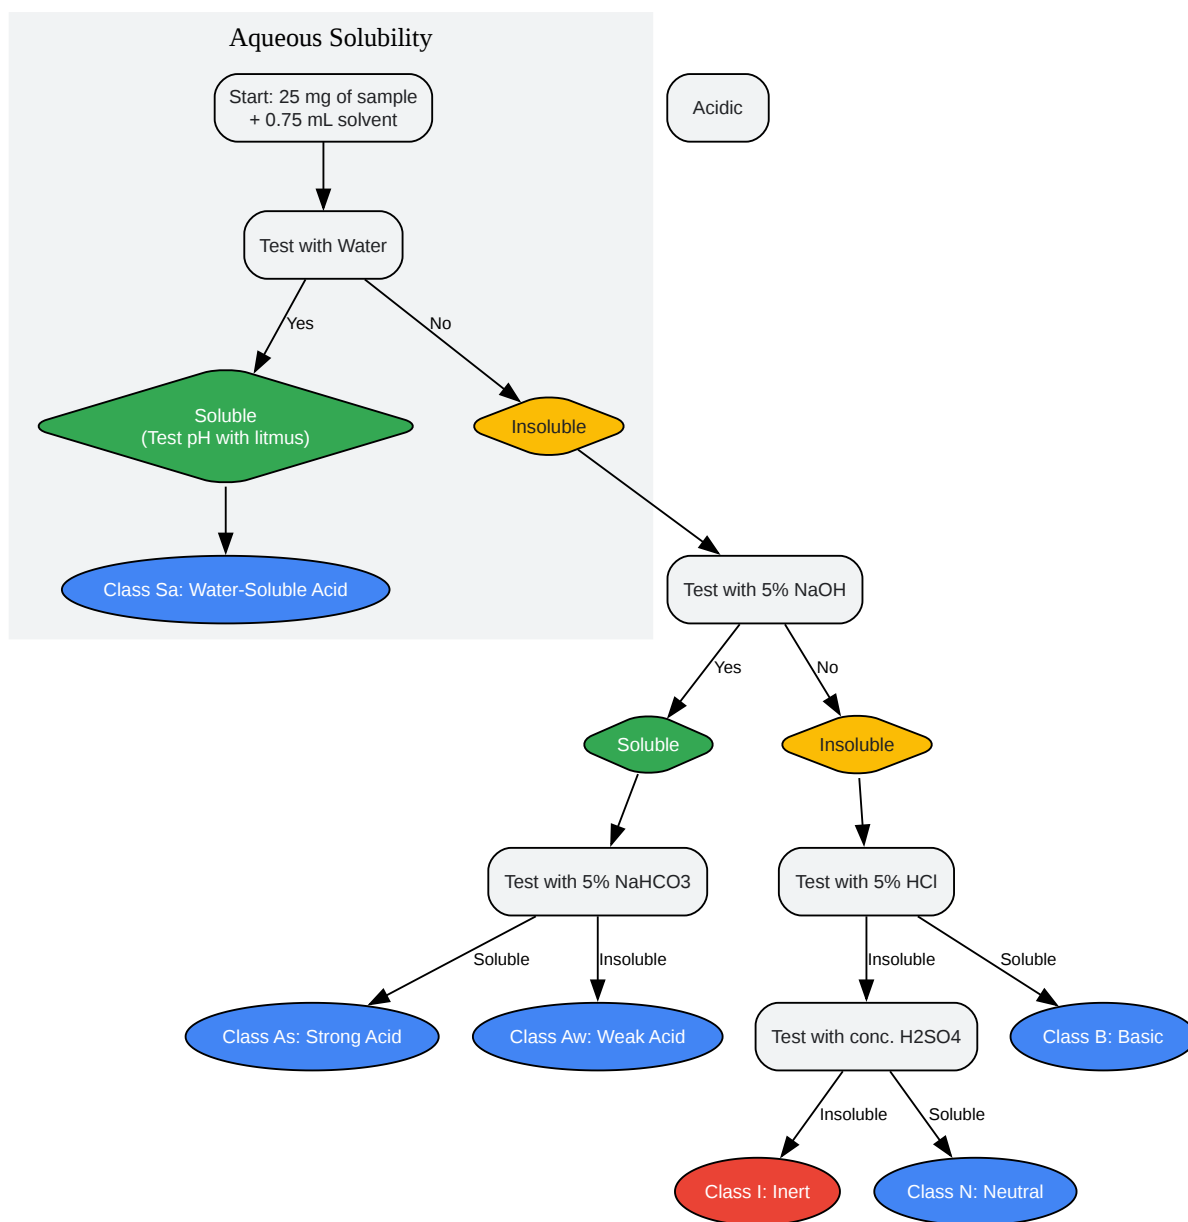 Aqueous Solubility
Start: 25 mg of sample
+ 0.75 mL solvent
Acidic
Test with Water
Yes
No
Soluble
(Test pH with litmus)
Insoluble
Class Sa: Water-Soluble Acid
Test with 5% NaOH
Yes
No
Soluble
Insoluble
Test with 5% NaHCO3
Test with 5% HCl
Soluble
Insoluble
Insoluble
Soluble
Class As: Strong Acid
Class Aw: Weak Acid
Test with conc. H2SO4
Class B: Basic
Insoluble
Soluble
Class I: Inert
Class N: Neutral